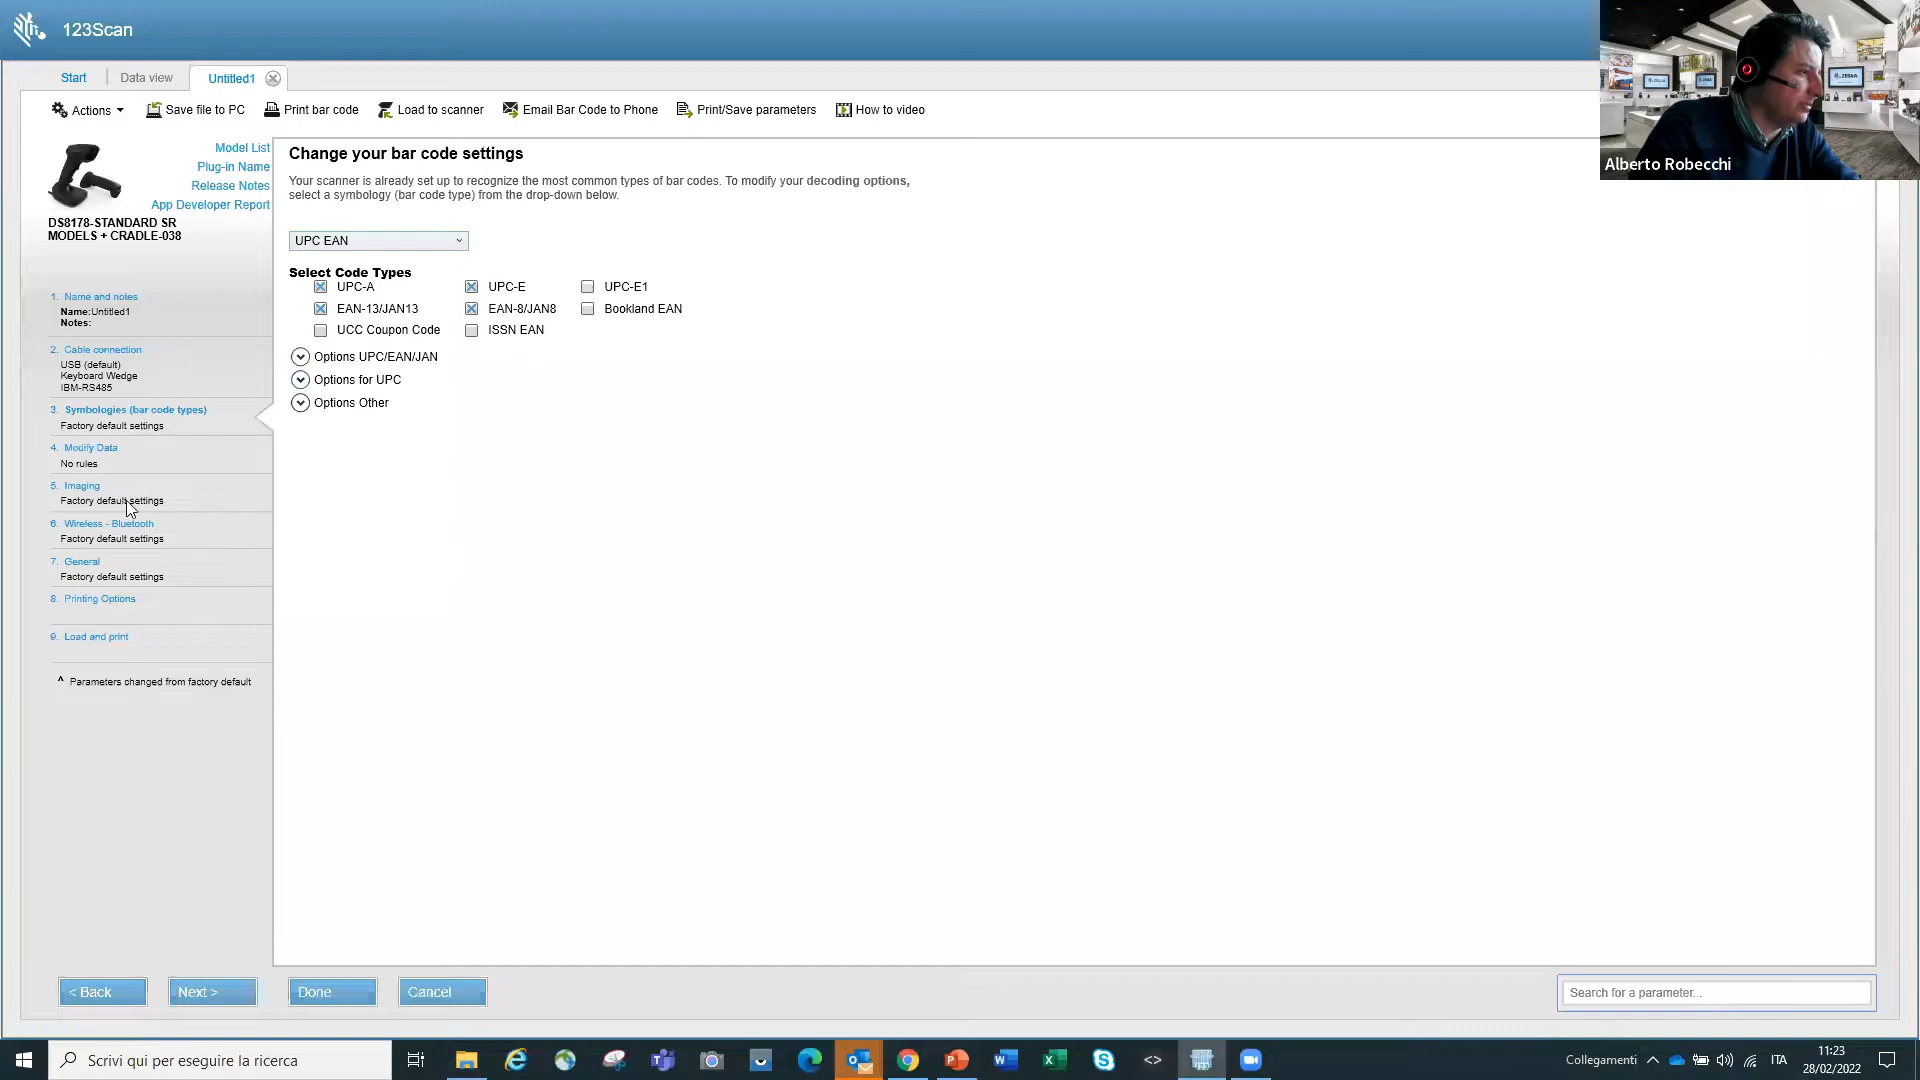 123Scan
Start
Data view
Untitled1
Actions
Save file to PC
Print bar code
Load to scanner
Email Bar Code to Phone
Print/Save parameters
How to video
Alberto Robecchi
Model List
Plug-in Name
Release Notes
App Developer Report
DS8178-STANDARD SR
MODELS + CRADLE-038
1. Name and notes
Name:Untitled1
Notes:
2. Cable connection
USB (default)
Keyboard Wedge
IBM-RS485
3. Symbologies (bar code types)
Factory default settings
4. Modify Data
No rules
5. Imaging
Factory default settings
6. Wireless - Bluetooth
Factory default settings
7. General
Factory default settings
8. Printing Options
9. Load and print
^ Parameters changed from factory default
Change your bar code settings
Your scanner is already set up to recognize the most common types of bar codes. To modify your decoding options,
select a symbology (bar code type) from the drop-down below.
UPC EAN
Select Code Types
UPC-A
UPC-E
UPC-E1
EAN-13/JAN13
EAN-8/JAN8
Bookland EAN
UCC Coupon Code
ISSN EAN
Options UPC/EAN/JAN
Options for UPC
Options Other
< Back
Next >
Done
Cancel
Search for a parameter...
Scrivi qui per eseguire la ricerca
Collegamenti
ITA
11:23
28/02/2022